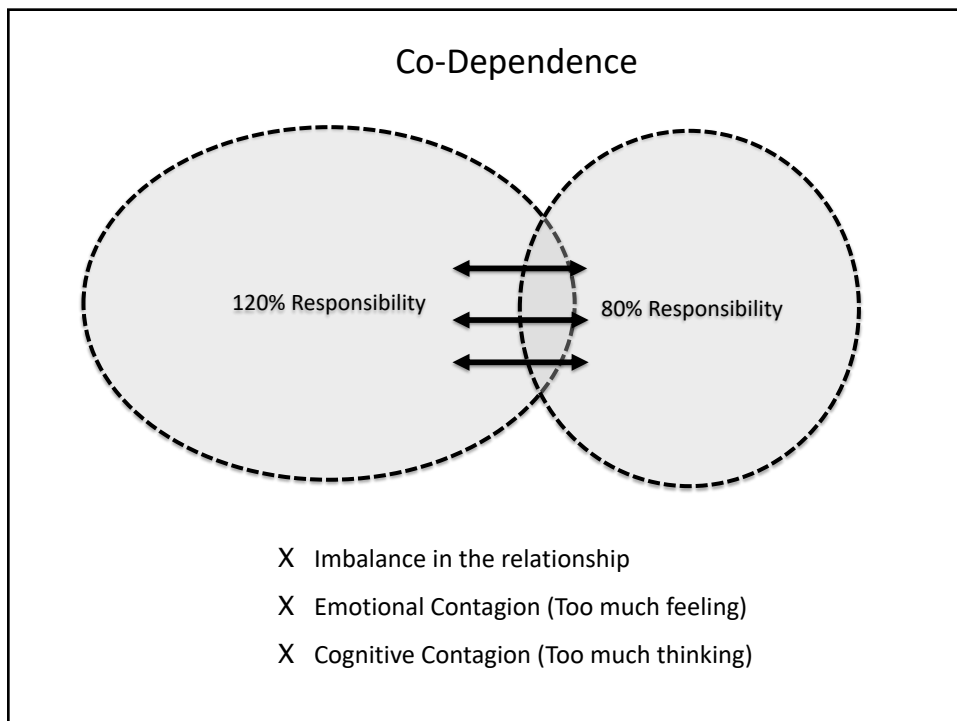 Co-Dependence
120% Responsibility
80% Responsibility
X Imbalance in the relationship
X Emotional Contagion (Too much feeling)
X Cognitive Contagion (Too much thinking)